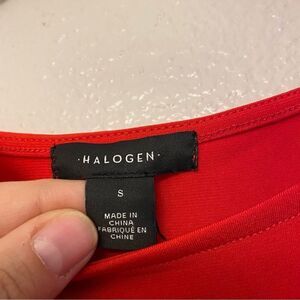 ·HALOGEN·
S
MADE IN
CHINA
FABRIQUÉ EN
CHINE